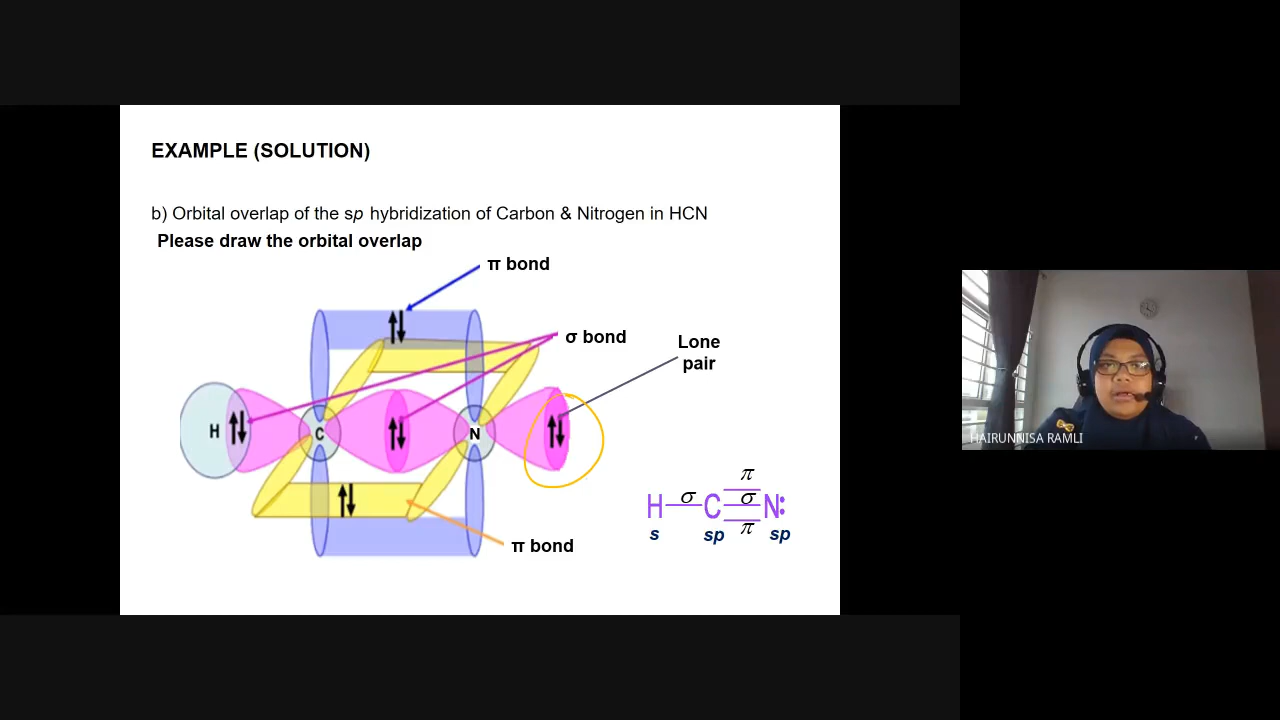 EXAMPLE (SOLUTION)
b) Orbital overlap of the sp hybridization of Carbon & Nitrogen in HCN
Please draw the orbital overlap
π bond
σ bond
Lone
pair
H
C
N
π bond
π
H σ C σ N:
π
s sp sp
HAIRUNNISA RAMLI